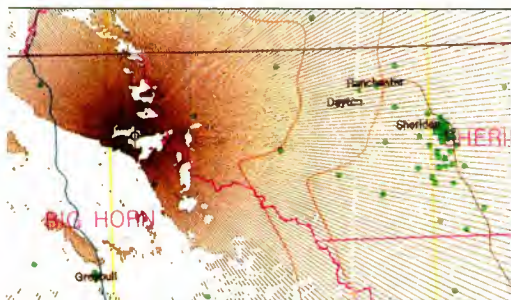 Ranchester
Dayton
Sheridan
SHERI
BIG HORN
Greybull